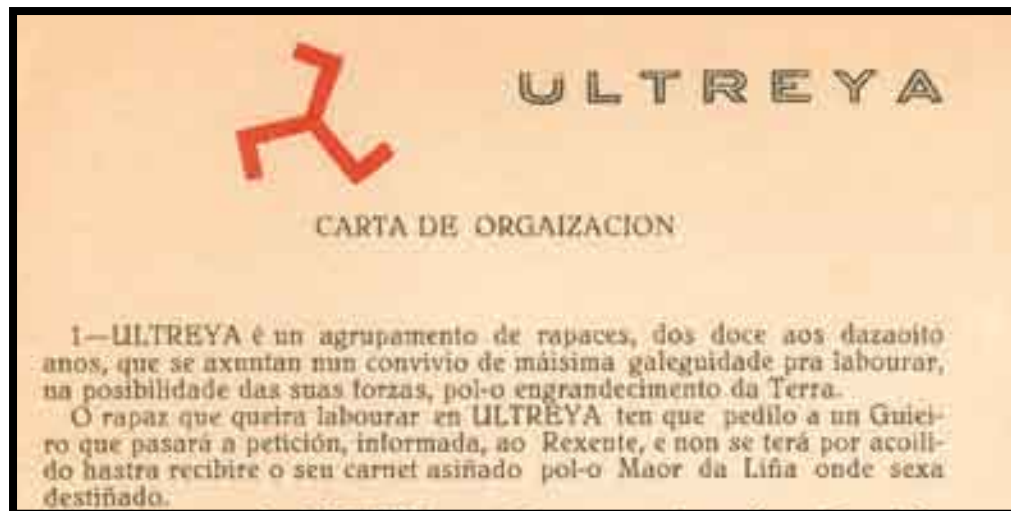 ULTREYA
CARTA DE ORGAIZACION
1—ULTREYA é un agrupamento de rapaces, dos doce aos dazaoito
anos, que se axuntan nun convivio de máisima galeguidade pra labourar,
na posibilidade das suas forzas, pol-o engrandecimento da Terra.
O rapaz que queira labourar en ULTREYA ten que pedilo a un Guiei-
ro que pasará a petición, informada, ao Rexente, e non se terá por acolli-
do hastra recibire o seu carnet asiñado pol-o Maor da Liña onde sexa
destiñado.